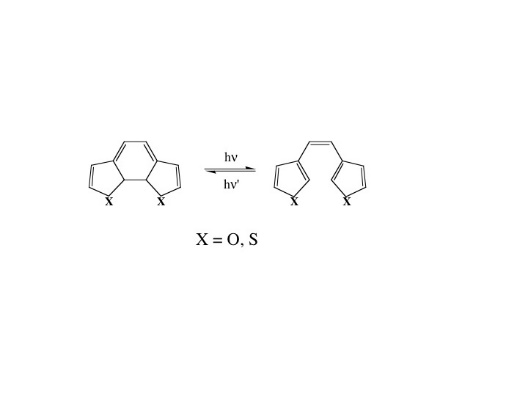 hν
hν'
X X X X
X = O, S